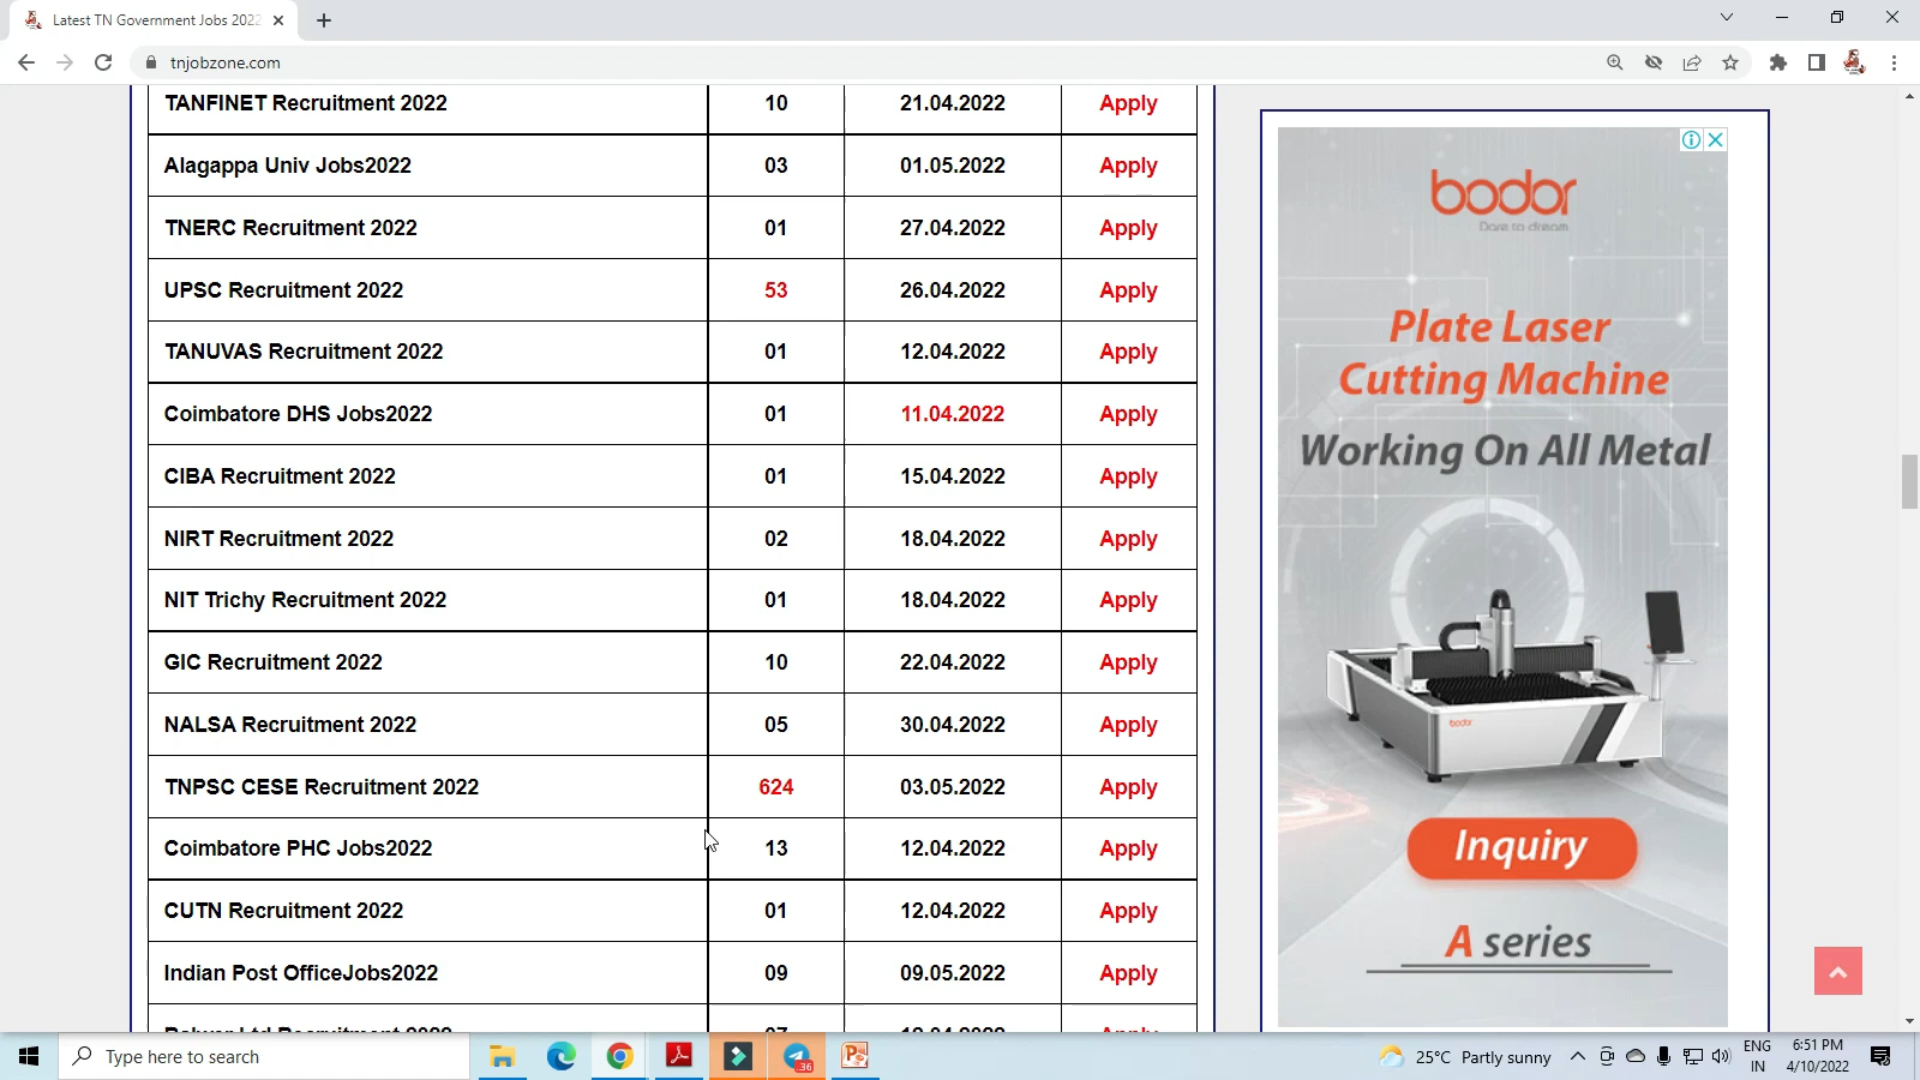 Latest TN Government Jobs 2022
tnjobzone.com
TANFINET Recruitment 2022 10 21.04.2022 Apply
Alagappa Univ Jobs2022 03 01.05.2022 Apply
TNERC Recruitment 2022 01 27.04.2022 Apply
UPSC Recruitment 2022 53 26.04.2022 Apply
TANUVAS Recruitment 2022 01 12.04.2022 Apply
Coimbatore DHS Jobs2022 01 11.04.2022 Apply
CIBA Recruitment 2022 01 15.04.2022 Apply
NIRT Recruitment 2022 02 18.04.2022 Apply
NIT Trichy Recruitment 2022 01 18.04.2022 Apply
GIC Recruitment 2022 10 22.04.2022 Apply
NALSA Recruitment 2022 05 30.04.2022 Apply
TNPSC CESE Recruitment 2022 624 03.05.2022 Apply
Coimbatore PHC Jobs2022 13 12.04.2022 Apply
CUTN Recruitment 2022 01 12.04.2022 Apply
Indian Post OfficeJobs2022 09 09.05.2022 Apply
bodor
Dare to dream
Plate Laser
Cutting Machine
Working On All Metal
bodor
Inquiry
A series
Type here to search
36
25°C Partly sunny
ENG
IN
6:51 PM
4/10/2022